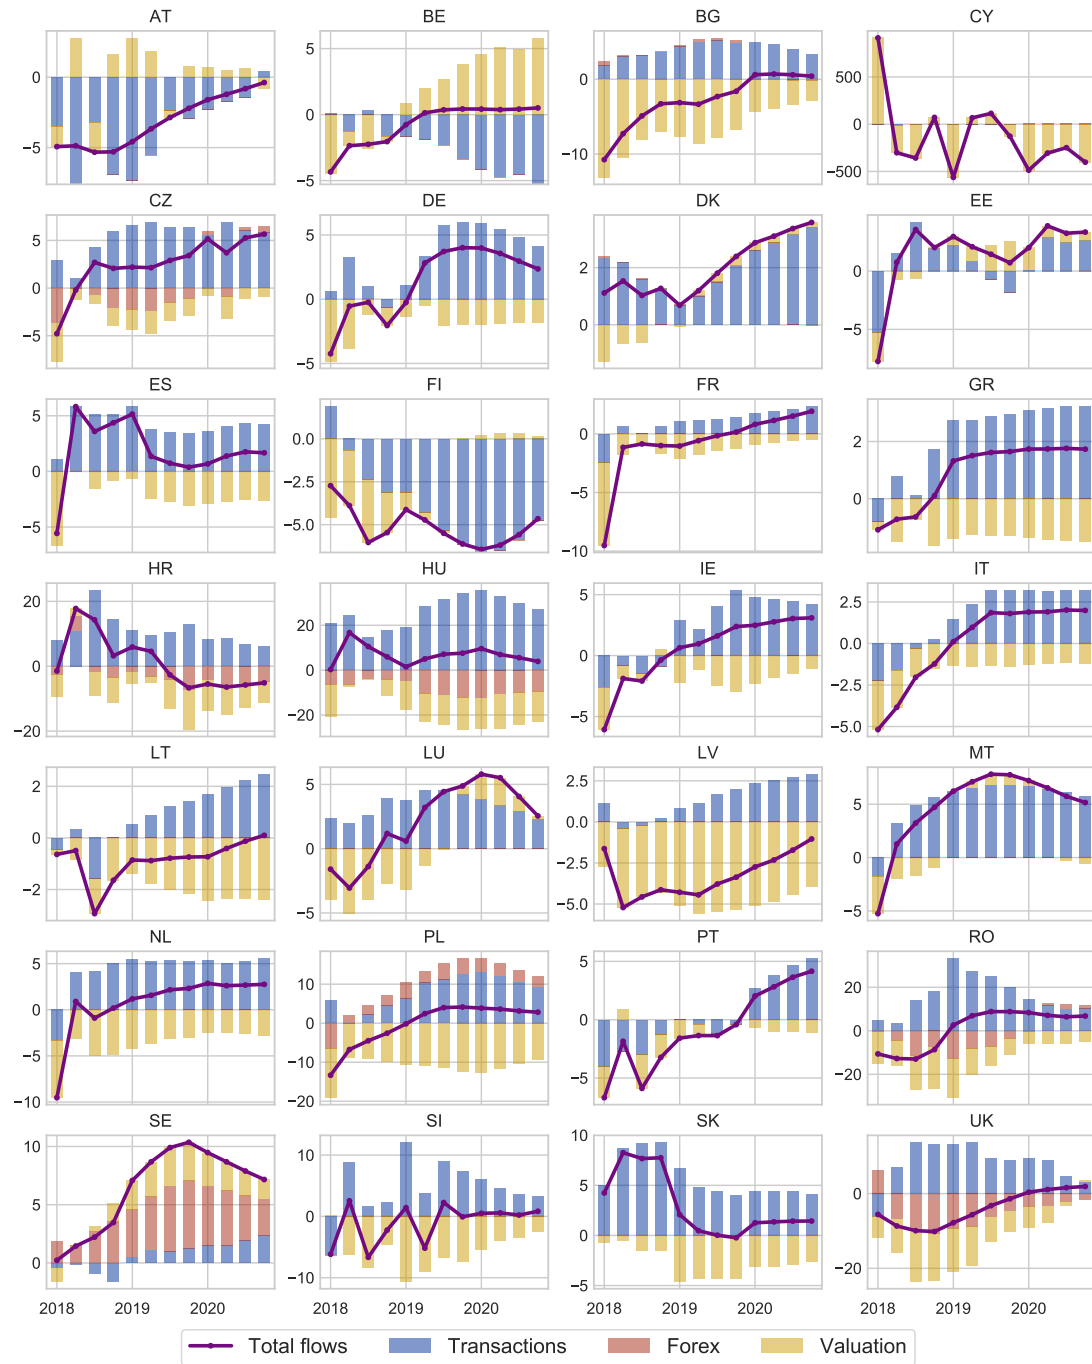 AT BE BG CY
0 −5
5 0 −5
0 −10
500 0 −500
CZ DE DK EE
5 0 −5
5 0 −5
2 0
0 −5
ES FI FR GR
5 0 −5
0.0 −2.5 −5.0
0 −5 −10
2 0
HR HU IE IT
20 0 −20
20 0 −20
5 0 −5
2.5 0.0 −2.5 −5.0
LT LU LV MT
2 0 −2
5 0 −5
2.5 0.0 −2.5 −5.0
5 0 −5
NL PL PT RO
5 0 −5 −10
10 0 −10 −20
5 0 −5
20 0 −20
SE SI SK UK
10 5 0
10 0 −10
10 5 0 −5
0 −20
2018 2019 2020 2018 2019 2020 2018 2019 2020 2018 2019 2020
Total flows Transactions Forex Valuation